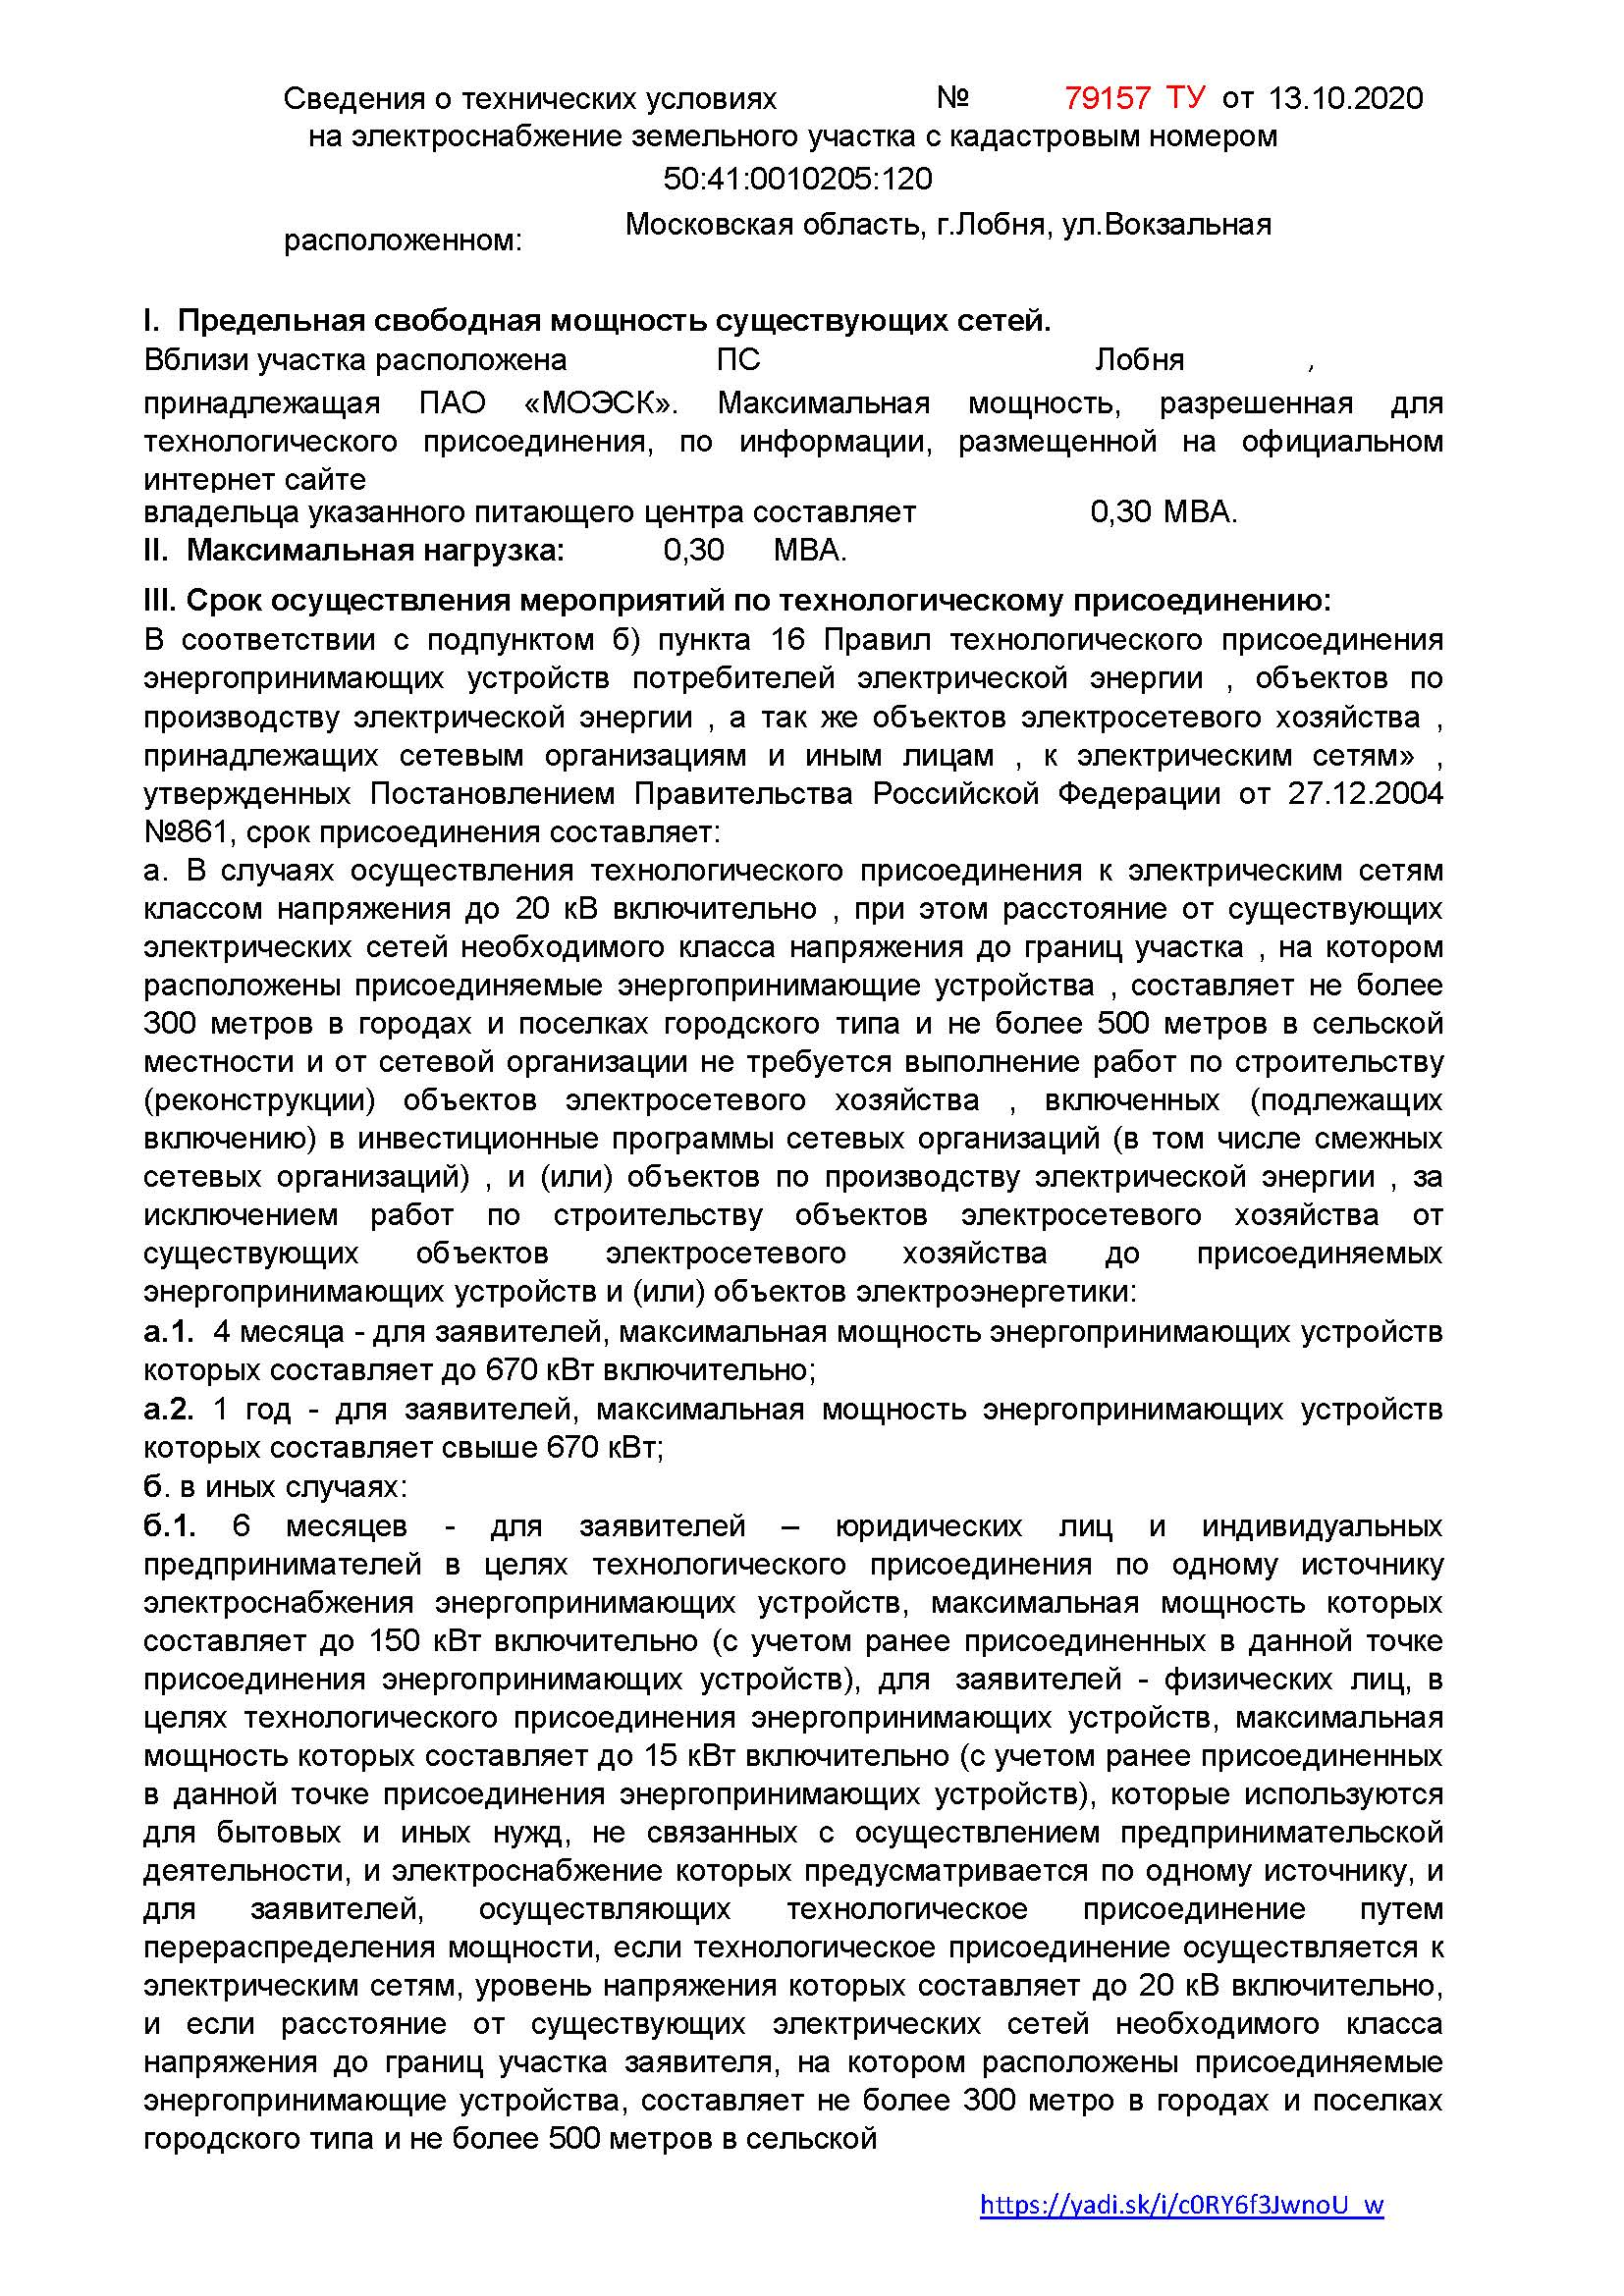 Сведения о технических условиях № 79157 ТУ от 13.10.2020
на электроснабжение земельного участка с кадастровым номером
50:41:0010205:120
Московская область, г.Лобня, ул.Вокзальная
расположенном:
I. Предельная свободная мощность существующих сетей.
Вблизи участка расположена ПС Лобня ,
принадлежащая ПАО «МОЭСК». Максимальная мощность, разрешенная для
технологического присоединения, по информации, размещенной на официальном
интернет сайте
владельца указанного питающего центра составляет 0,30 МВА.
II. Максимальная нагрузка: 0,30 МВА.
III. Срок осуществления мероприятий по технологическому присоединению:
В соответствии с подпунктом б) пункта 16 Правил технологического присоединения
энергопринимающих устройств потребителей электрической энергии , объектов по
производству электрической энергии , а так же объектов электросетевого хозяйства ,
принадлежащих сетевым организациям и иным лицам , к электрическим сетям» ,
утвержденных Постановлением Правительства Российской Федерации от 27.12.2004
№861, срок присоединения составляет:
а. В случаях осуществления технологического присоединения к электрическим сетям
классом напряжения до 20 кВ включительно , при этом расстояние от существующих
электрических сетей необходимого класса напряжения до границ участка , на котором
расположены присоединяемые энергопринимающие устройства , составляет не более
300 метров в городах и поселках городского типа и не более 500 метров в сельской
местности и от сетевой организации не требуется выполнение работ по строительству
(реконструкции) объектов электросетевого хозяйства , включенных (подлежащих
включению) в инвестиционные программы сетевых организаций (в том числе смежных
сетевых организаций) , и (или) объектов по производству электрической энергии , за
исключением работ по строительству объектов электросетевого хозяйства от
существующих объектов электросетевого хозяйства до присоединяемых
энергопринимающих устройств и (или) объектов электроэнергетики:
а.1. 4 месяца - для заявителей, максимальная мощность энергопринимающих устройств
которых составляет до 670 кВт включительно;
а.2. 1 год - для заявителей, максимальная мощность энергопринимающих устройств
которых составляет свыше 670 кВт;
б. в иных случаях:
б.1. 6 месяцев - для заявителей – юридических лиц и индивидуальных
предпринимателей в целях технологического присоединения по одному источнику
электроснабжения энергопринимающих устройств, максимальная мощность которых
составляет до 150 кВт включительно (с учетом ранее присоединенных в данной точке
присоединения энергопринимающих устройств), для заявителей - физических лиц, в
целях технологического присоединения энергопринимающих устройств, максимальная
мощность которых составляет до 15 кВт включительно (с учетом ранее присоединенных
в данной точке присоединения энергопринимающих устройств), которые используются
для бытовых и иных нужд, не связанных с осуществлением предпринимательской
деятельности, и электроснабжение которых предусматривается по одному источнику, и
для заявителей, осуществляющих технологическое присоединение путем
перераспределения мощности, если технологическое присоединение осуществляется к
электрическим сетям, уровень напряжения которых составляет до 20 кВ включительно,
и если расстояние от существующих электрических сетей необходимого класса
напряжения до границ участка заявителя, на котором расположены присоединяемые
энергопринимающие устройства, составляет не более 300 метро в городах и поселках
городского типа и не более 500 метров в сельской
https://yadi.sk/i/c0RY6f3JwnoU_w